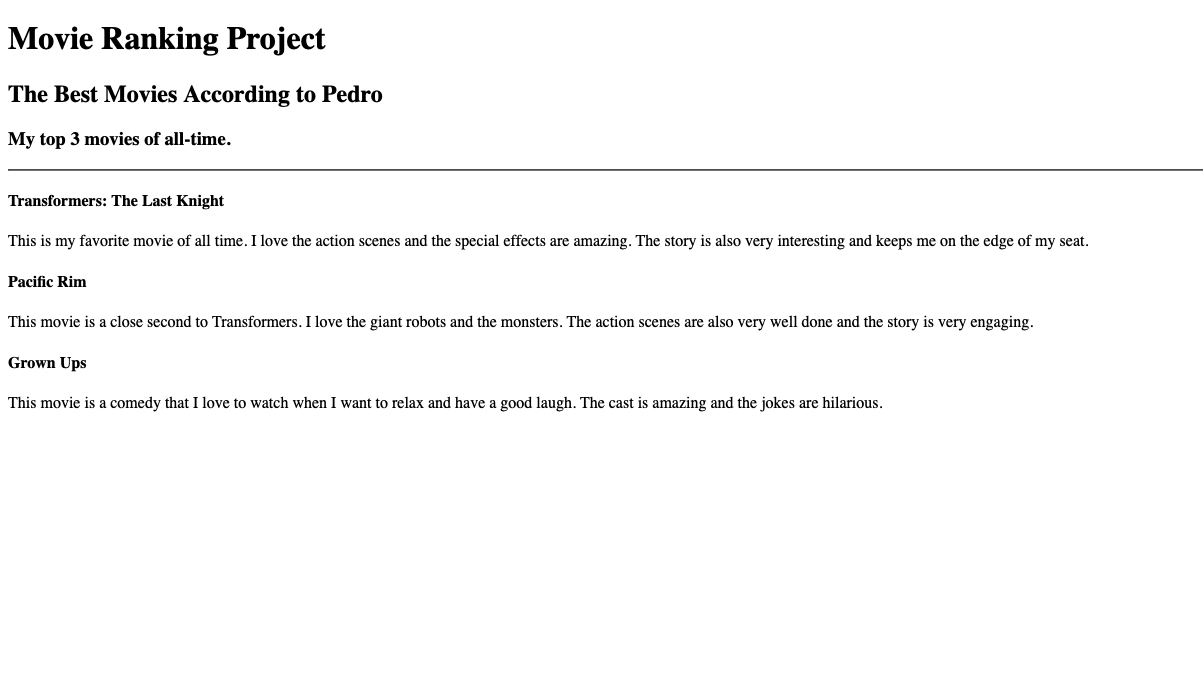 Movie Ranking Project
The Best Movies According to Pedro
My top 3 movies of all-time.
Transformers: The Last Knight
This is my favorite movie of all time. I love the action scenes and the special effects are amazing. The story is also very interesting and keeps me on the edge of my seat.
Pacific Rim
This movie is a close second to Transformers. I love the giant robots and the monsters. The action scenes are also very well done and the story is very engaging.
Grown Ups
This movie is a comedy that I love to watch when I want to relax and have a good laugh. The cast is amazing and the jokes are hilarious.